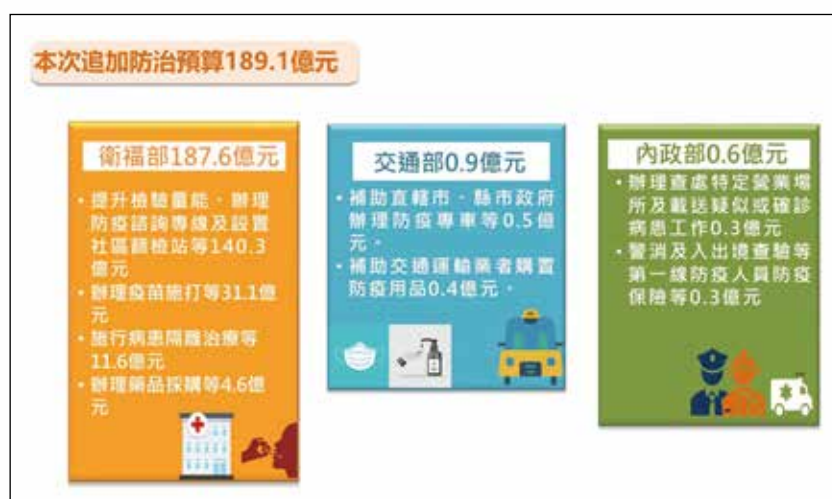 本次追加防治預算189.1億元
衛福部187.6億元
• 提升檢驗量能、辦理
防疫諮詢專線及設置
社區篩檢站等140.3
億元
• 辦理疫苗施打等31.1億
元
• 施行病患隔離治療等
11.6億元
• 辦理藥品採購等4.6億
元
交通部0.9億元
• 補助直轄市、縣市政府
辦理防疫專車等0.5億
元。
• 補助交通運輸業者購置
防疫用品0.4億元。
內政部0.6億元
• 辦理查處特定營業場
所及載送疑似或確診
病患工作0.3億元
• 警消及入出境查驗等
第一線防疫人員防疫
保險等0.3億元